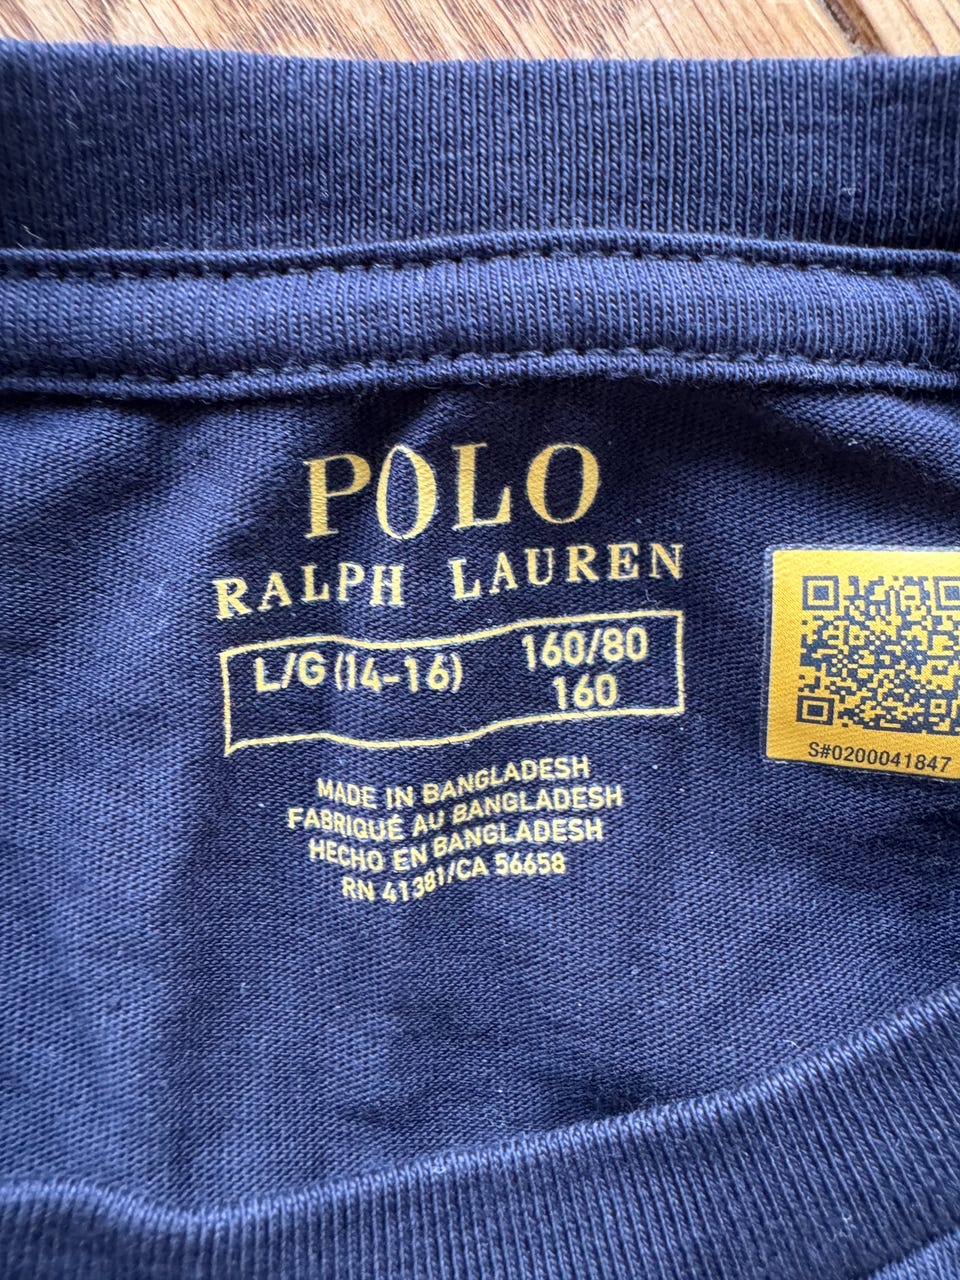 POLO
RALPH LAUREN
L/G (14-16)
160/80
160
MADE IN BANGLADESH
FABRIQUÉ AU BANGLADESH
HECHO EN BANGLADESH
RN 41381/CA 56658
S#0200041847